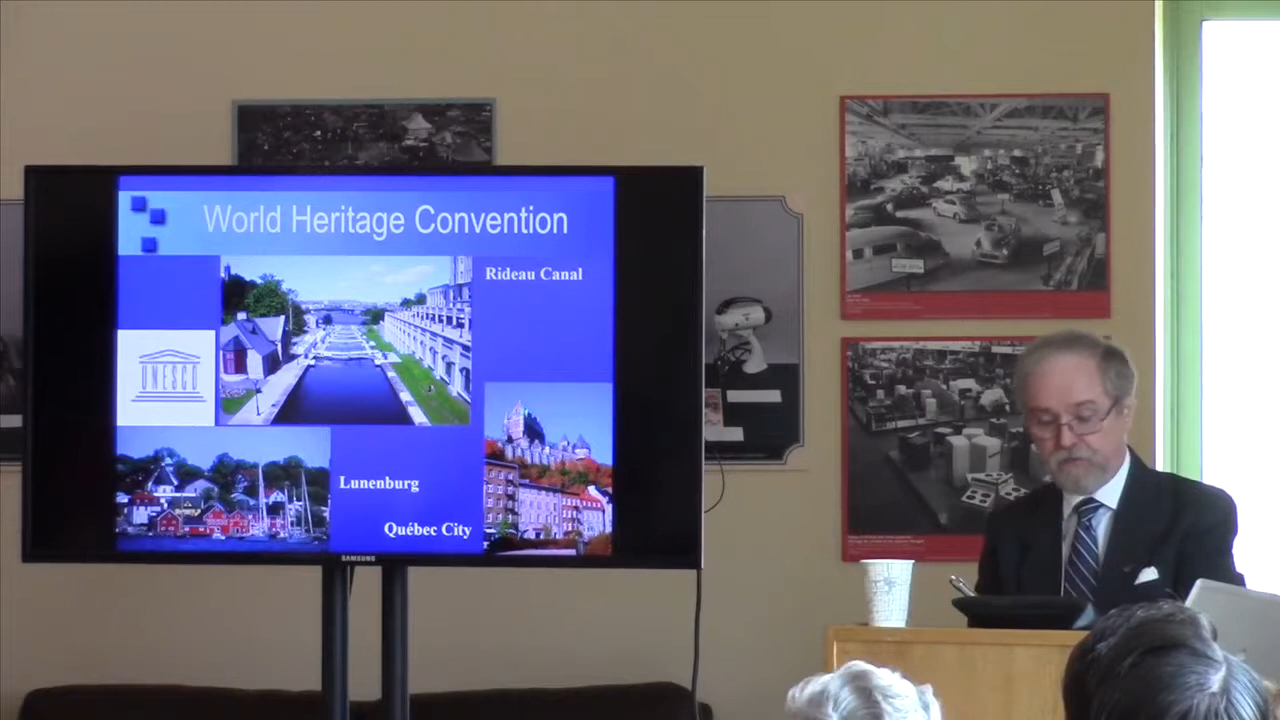 World Heritage Convention
Rideau Canal
UNESCO
Lunenburg
Québec City
SAMSUNG